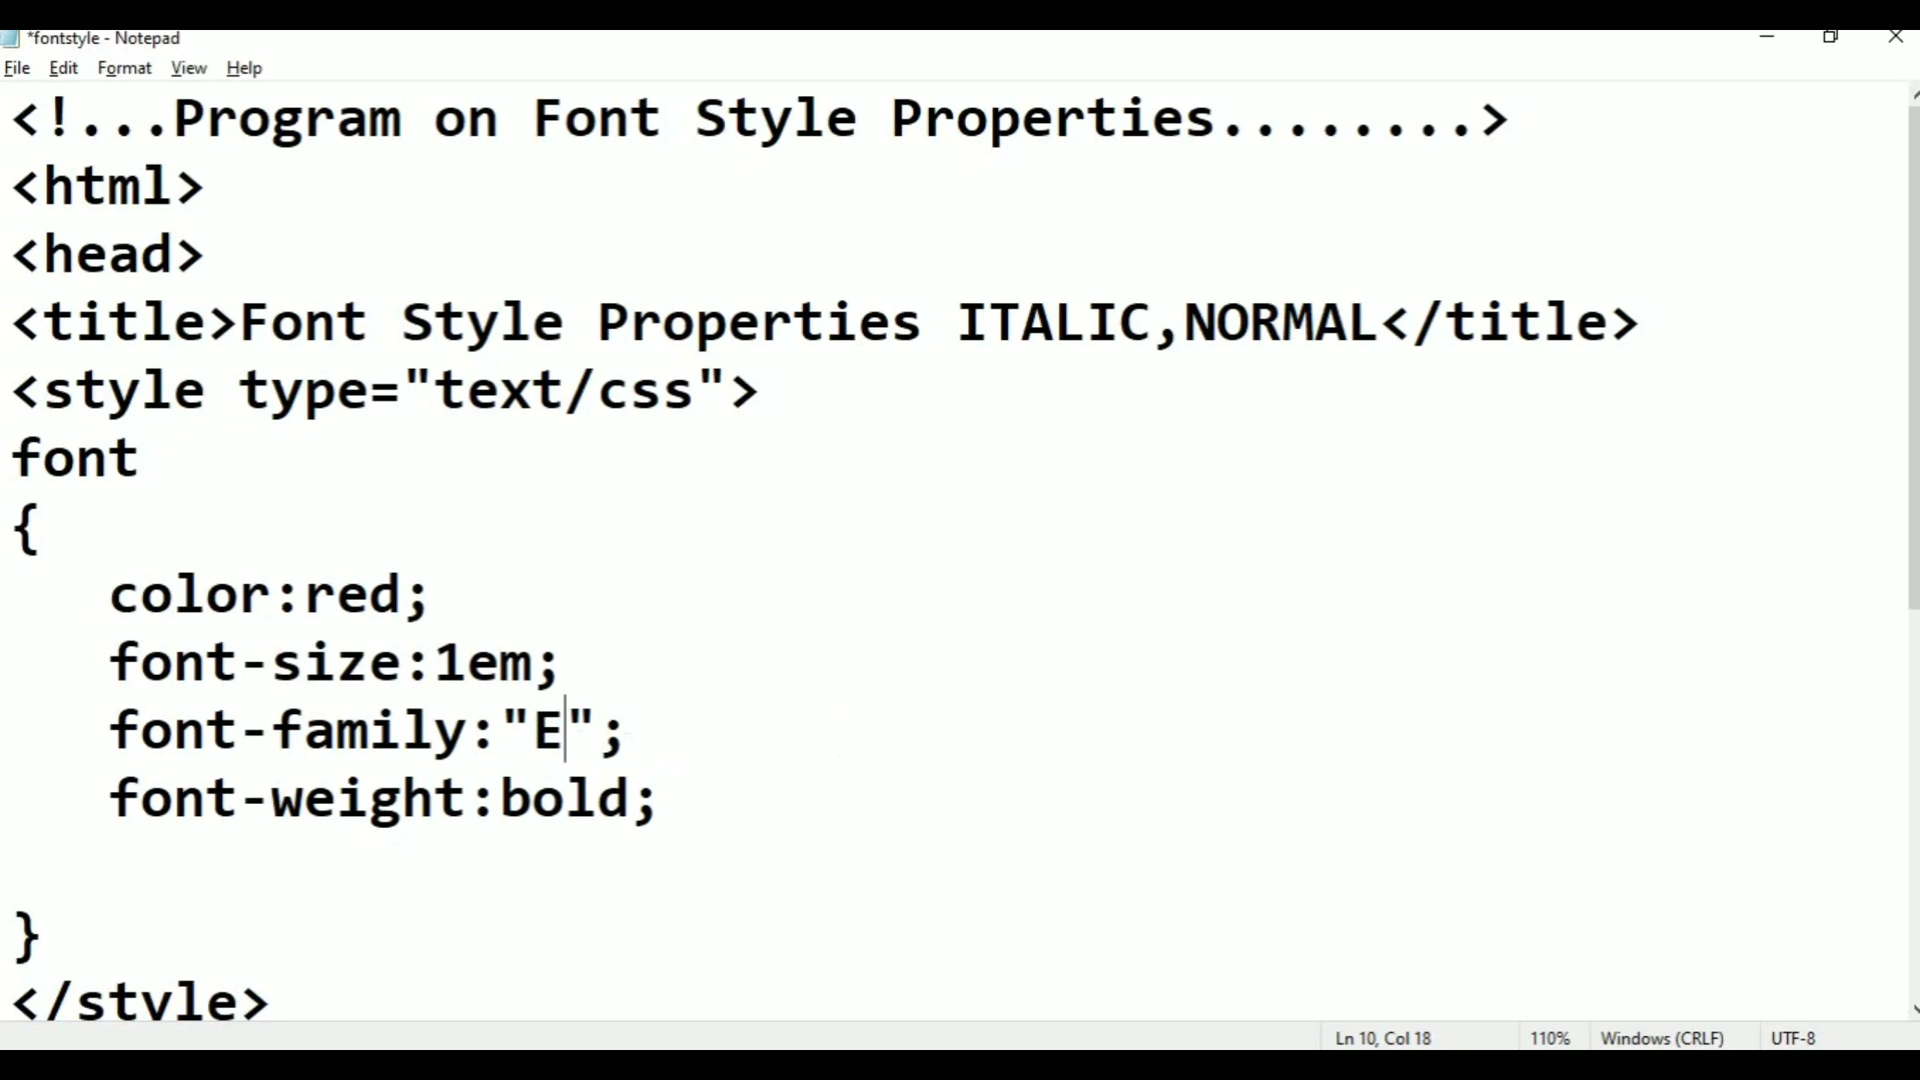 *fontstyle - Notepad
File Edit Format View Help
<!...Program on Font Style Properties........>
<html>
<head>
<title>Font Style Properties ITALIC,NORMAL</title>
<style type="text/css">
font
{
color:red;
font-size:1em;
font-family:"E";
font-weight:bold;
}
</style>
Ln 10, Col 18 110% Windows (CRLF) UTF-8